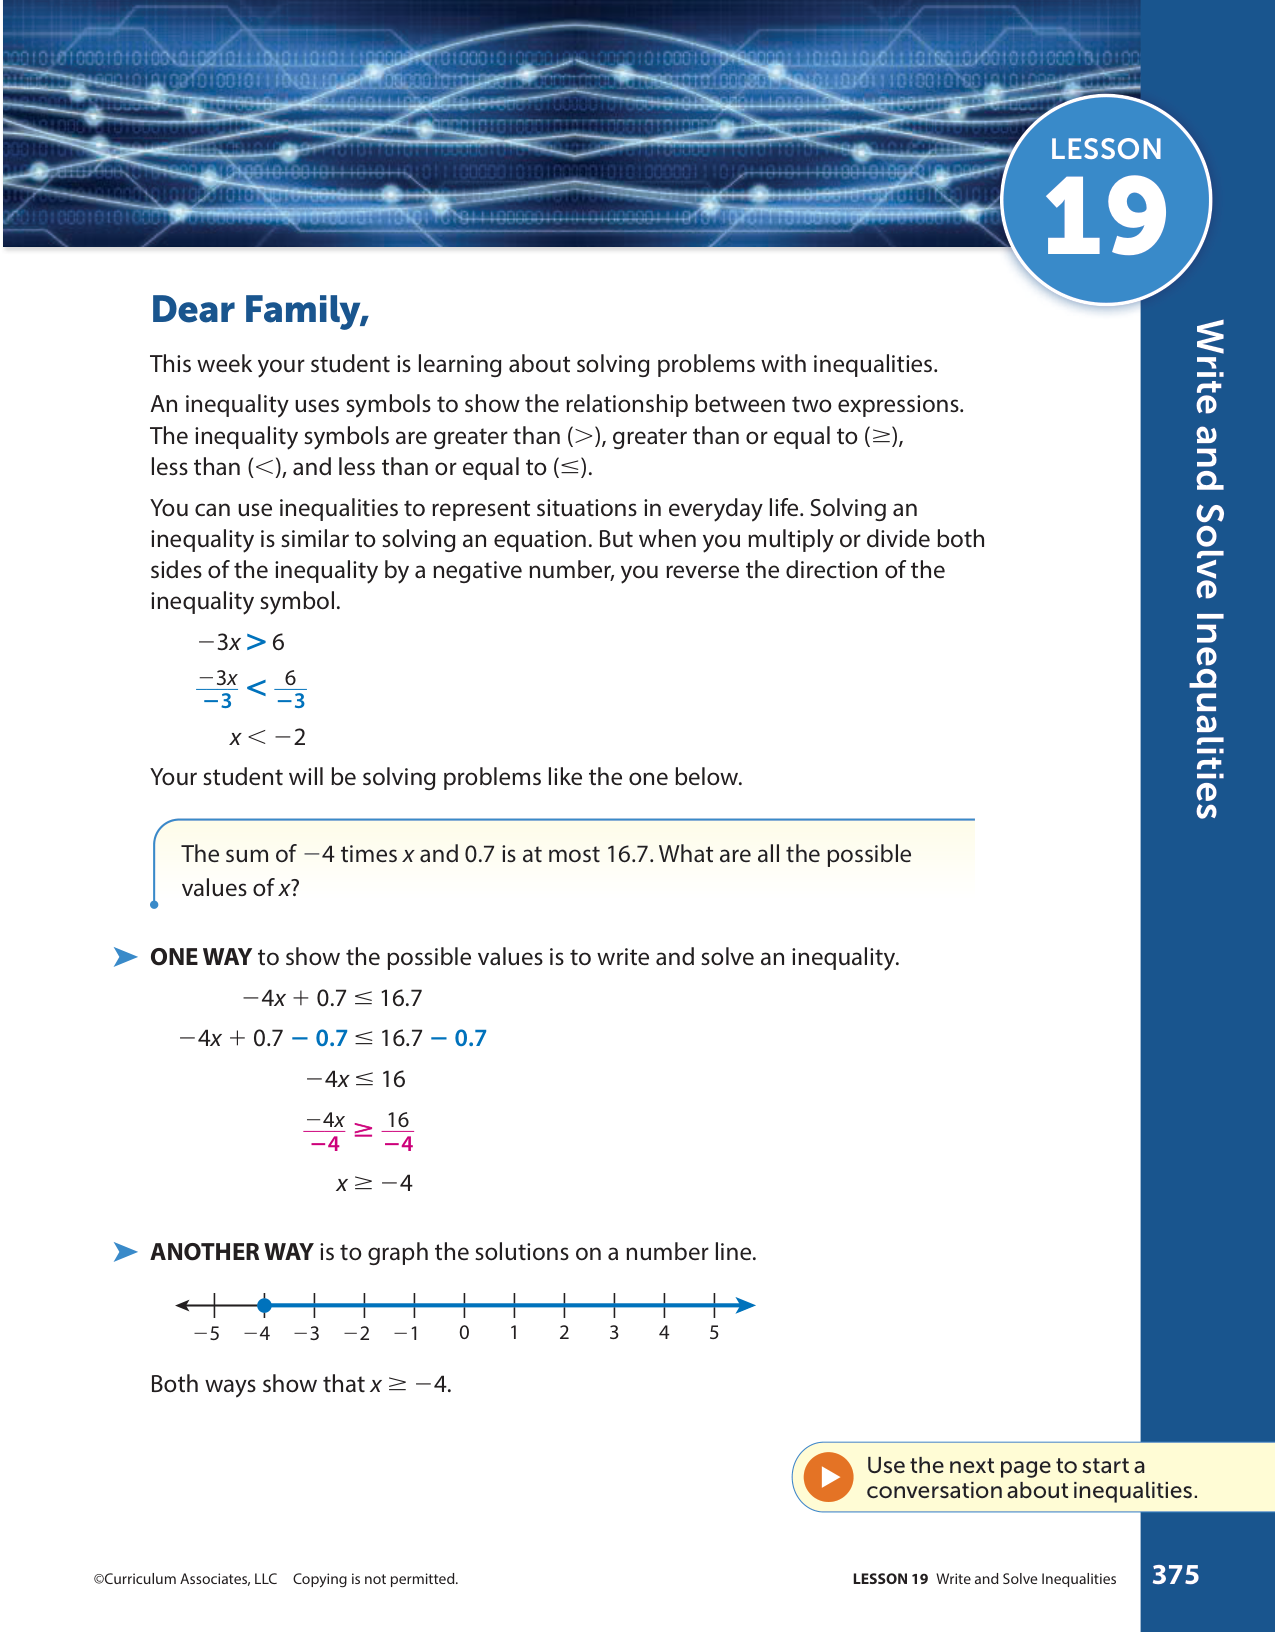 LESSON
19
Write and Solve Inequalities
Dear Family,
This week your student is learning about solving problems with inequalities.
An inequality uses symbols to show the relationship between two expressions.
The inequality symbols are greater than (>), greater than or equal to (≥),
less than (<), and less than or equal to (≤).
You can use inequalities to represent situations in everyday life. Solving an
inequality is similar to solving an equation. But when you multiply or divide both
sides of the inequality by a negative number, you reverse the direction of the
inequality symbol.
−3x > 6
−3x/−3 < 6/−3
x < −2
Your student will be solving problems like the one below.
The sum of −4 times x and 0.7 is at most 16.7. What are all the possible
values of x?
➤ ONE WAY to show the possible values is to write and solve an inequality.
−4x + 0.7 ≤ 16.7
−4x + 0.7 − 0.7 ≤ 16.7 − 0.7
−4x ≤ 16
−4x/−4 ≥ 16/−4
x ≥ −4
➤ ANOTHER WAY is to graph the solutions on a number line.
−5 −4 −3 −2 −1 0 1 2 3 4 5
Both ways show that x ≥ −4.
Use the next page to start a
conversation about inequalities.
©Curriculum Associates, LLC Copying is not permitted.
LESSON 19 Write and Solve Inequalities 375